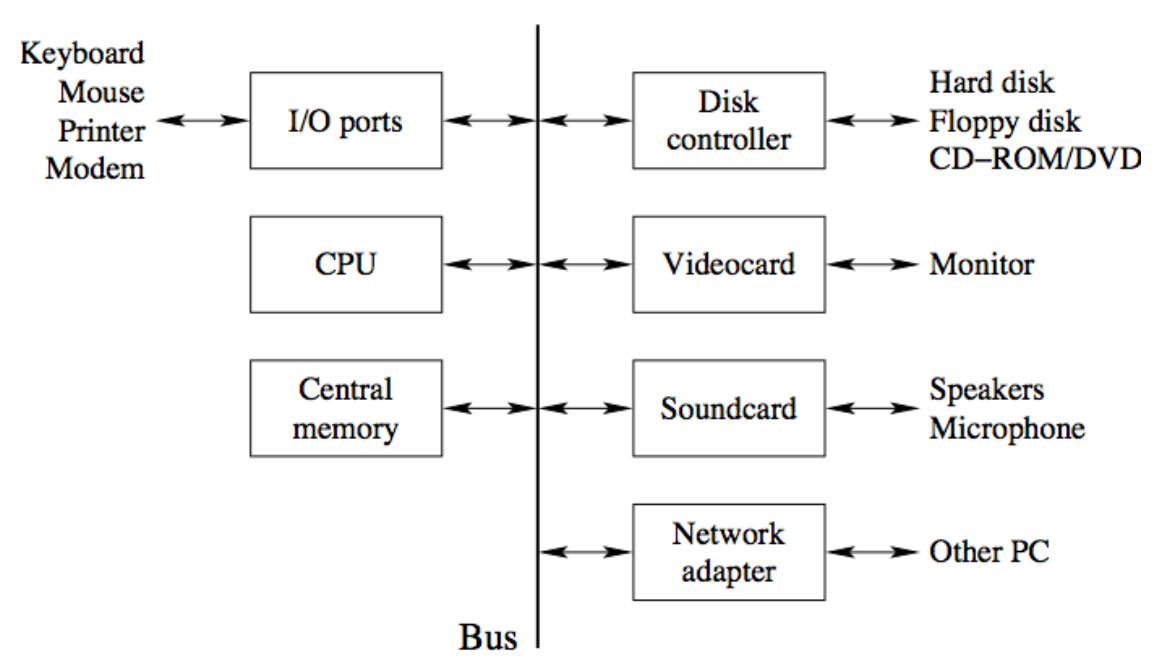 Keyboard
Mouse
Printer
Modem
I/O ports
Disk
controller
Hard disk
Floppy disk
CD–ROM/DVD
CPU
Videocard
Monitor
Central
memory
Soundcard
Speakers
Microphone
Network
adapter
Other PC
Bus